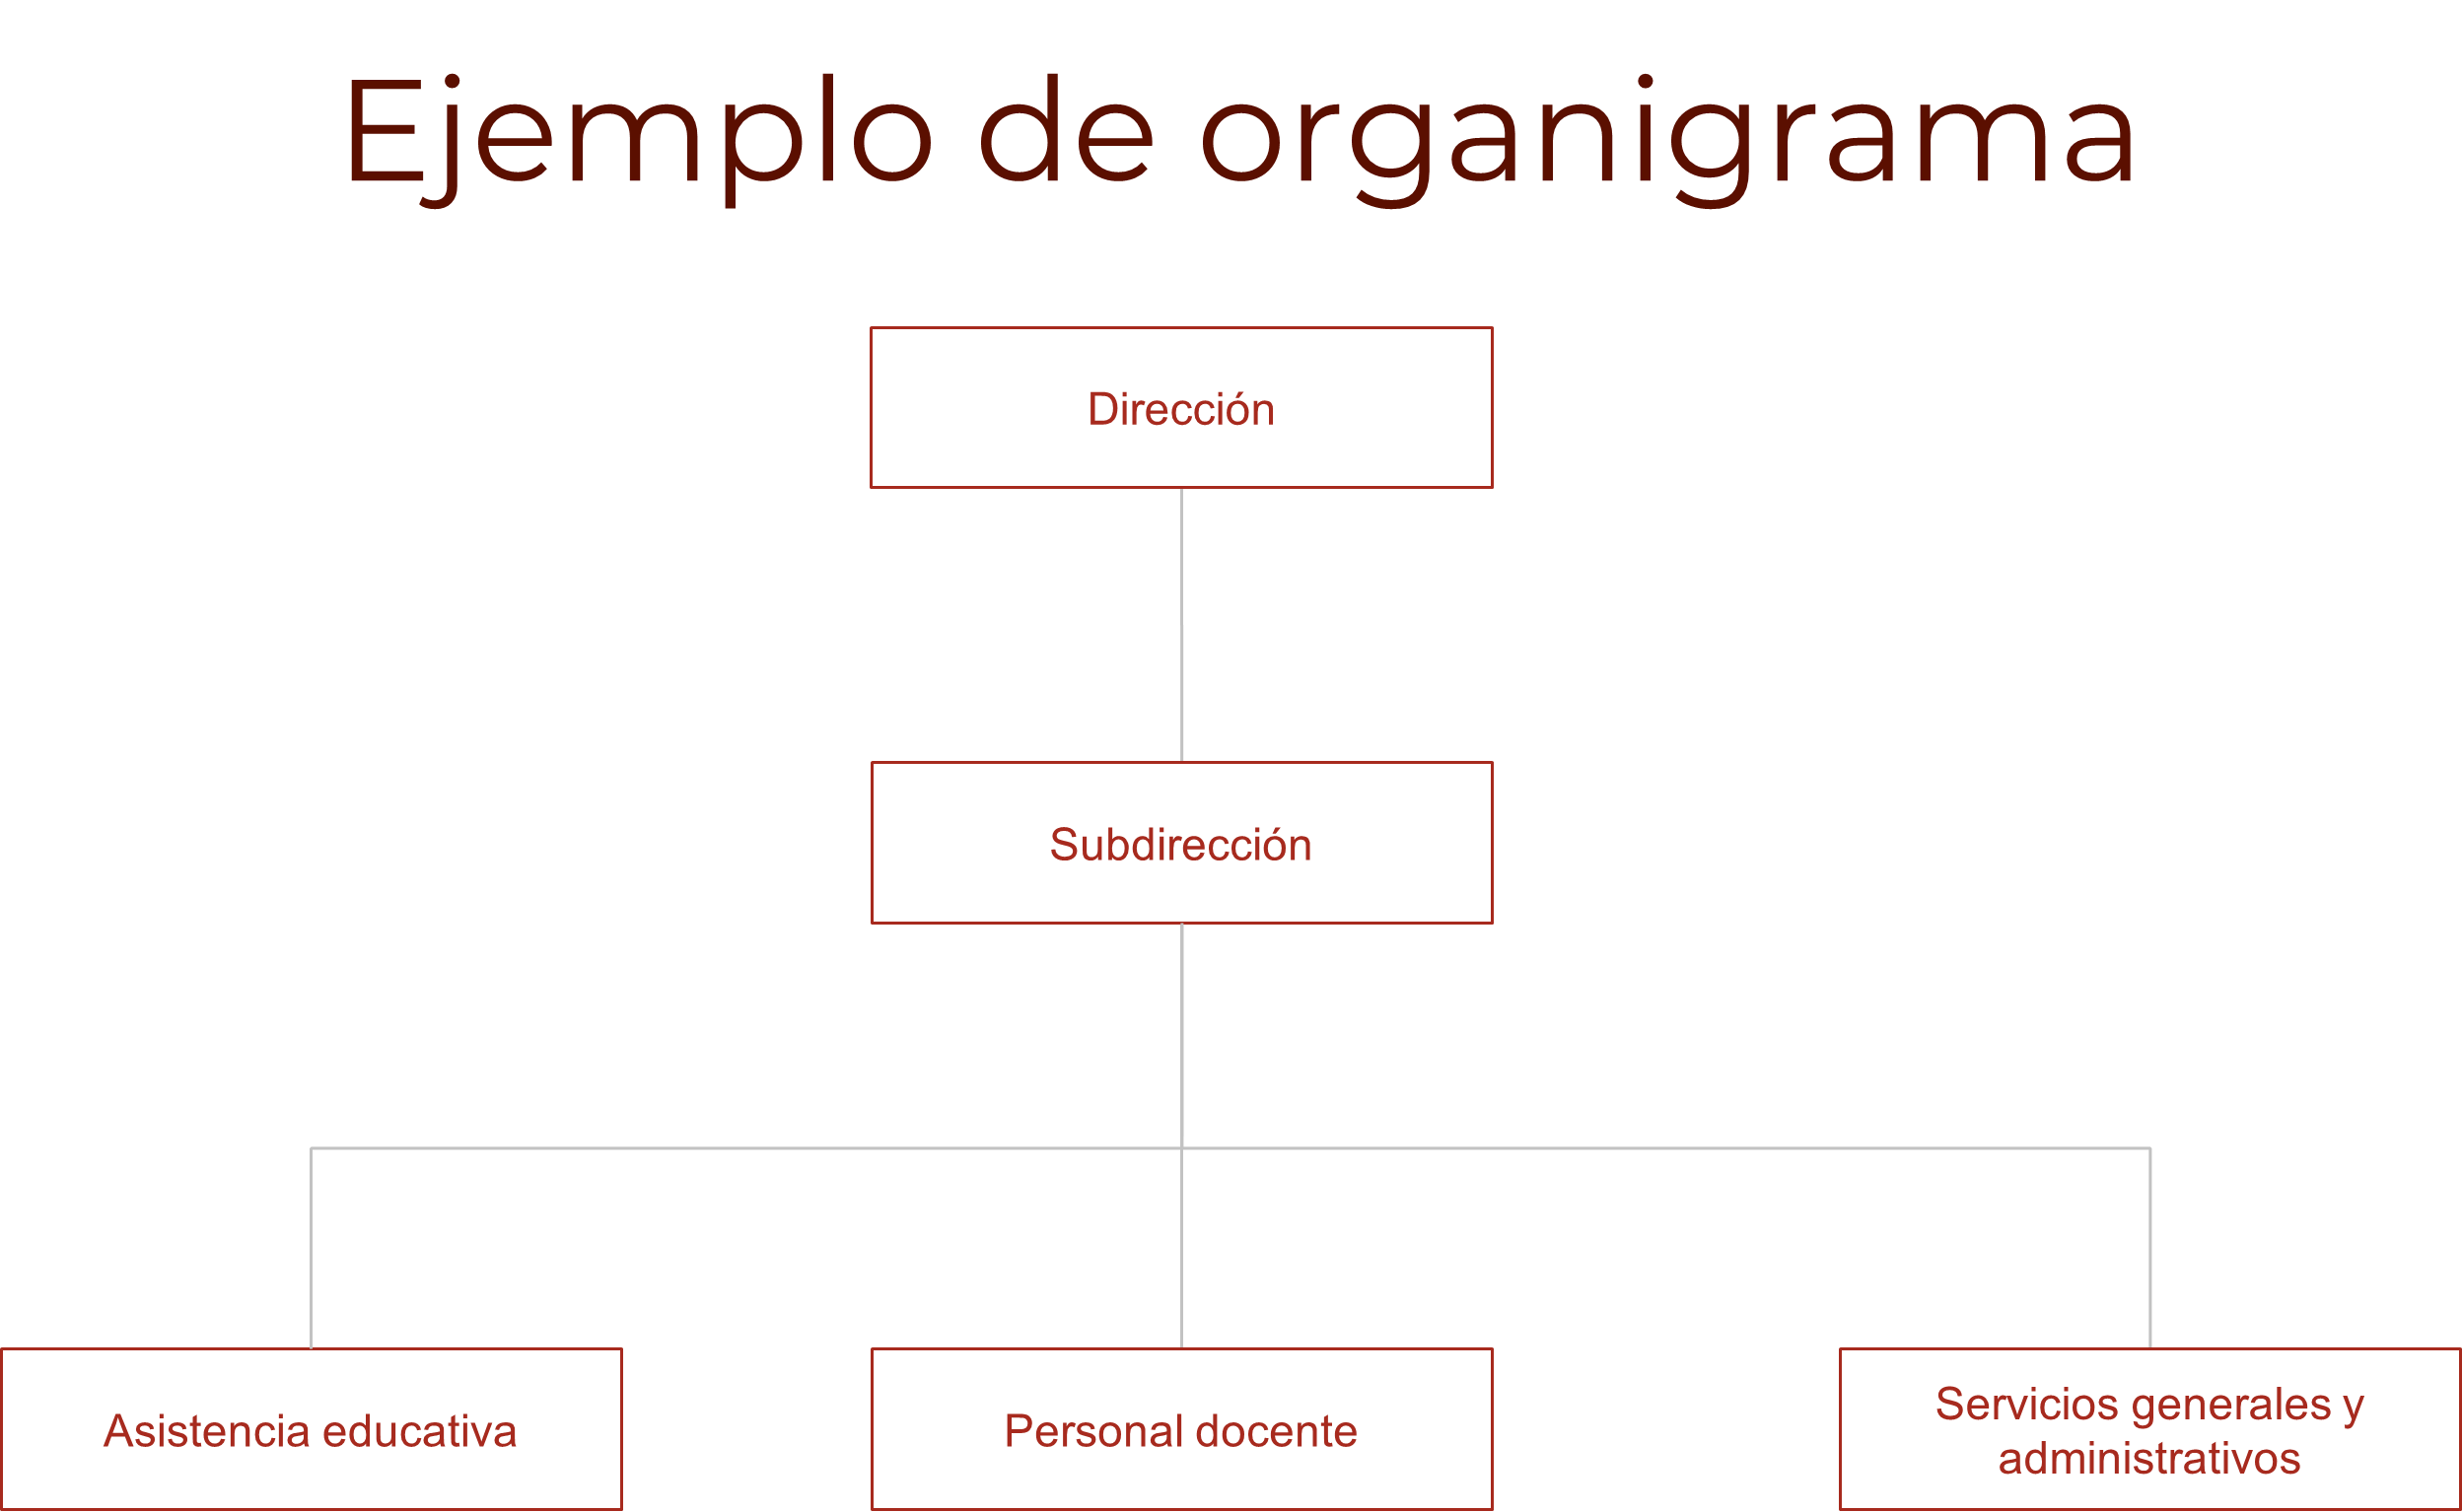 Ejemplo de organigrama
Dirección
Subdirección
Asistencia educativa
Personal docente
Servicios generales y
administrativos